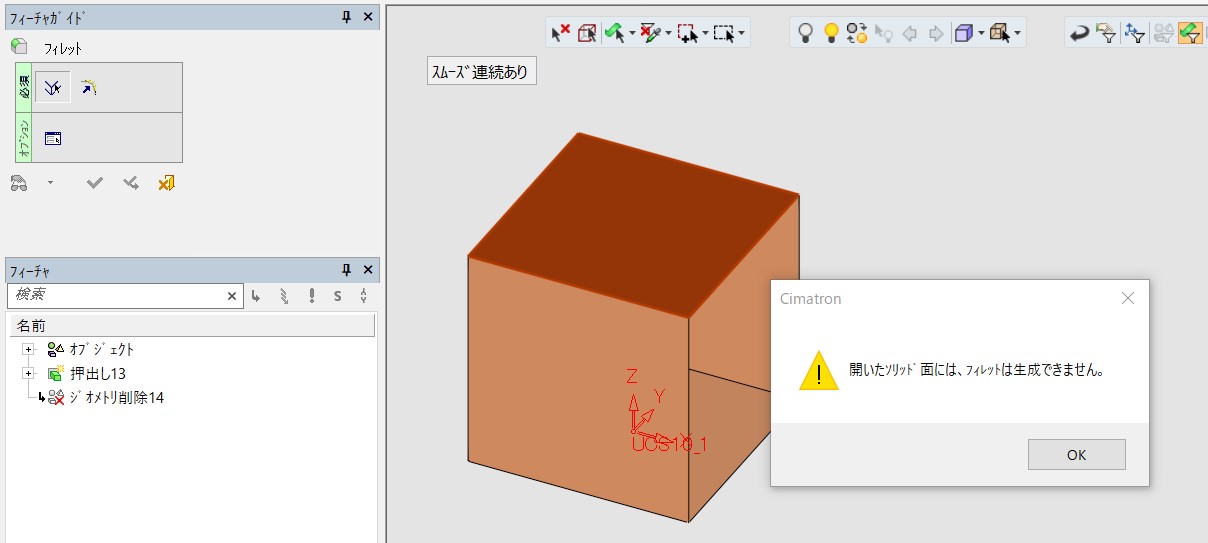 フィーチャガイド
フィレット
必須
オプション
フィーチャ
検索
S
名前
オブジェクト
押出し13
ジオメトリ削除14
スムーズ連続あり
Z
Y
X
UCS10_1
Cimatron
開いたソリッド面には、フィレットは生成できません。
OK